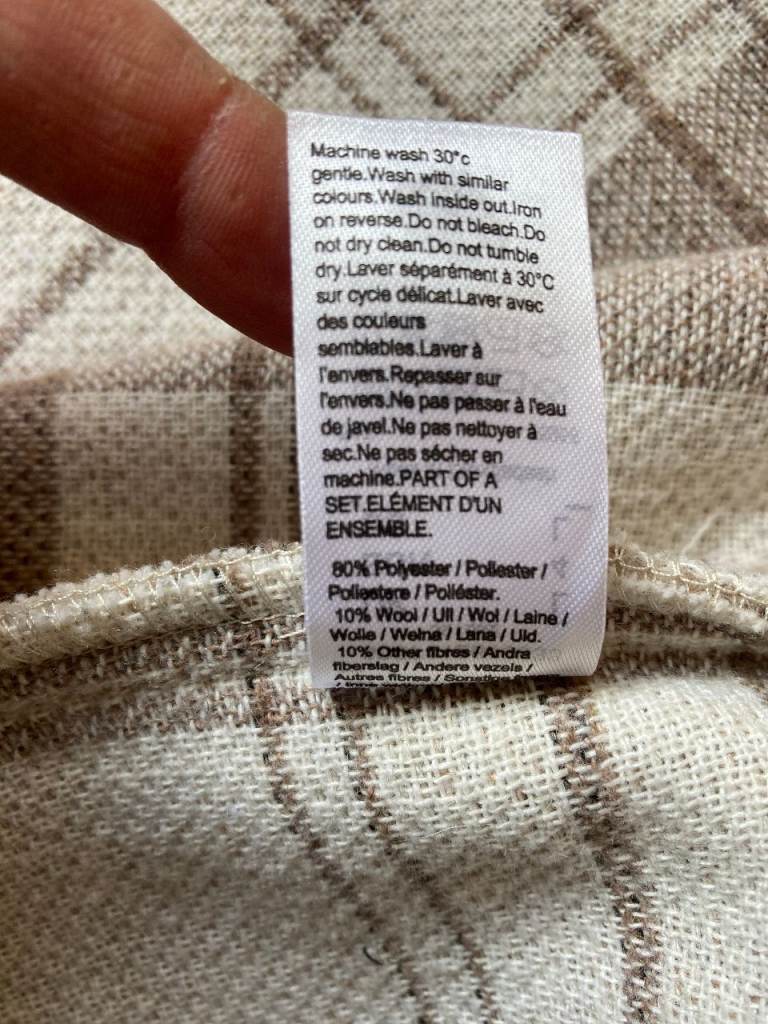 Machine wash 30°c
gentle.Wash with similar
colours.Wash inside out.Iron
on reverse.Do not bleach.Do
not dry clean.Do not tumble
dry.Laver séparément à 30°C
sur cycle délicat.Laver avec
des couleurs
semblables.Laver à
l'envers.Repasser sur
l'envers.Ne pas passer à l'eau
de javel.Ne pas nettoyer à
sec.Ne pas sécher en
machine.PART OF A
SET.ELÉMENT D'UN
ENSEMBLE.
80% Polyester / Poliester /
Poliestere / Poliéster.
10% Wool / Ull / Wol / Laine /
Wolle / Wełna / Lana / Uld.
10% Other fibres / Andra
fiberslag / Andere vezels /
Autres fibres / Sonstige